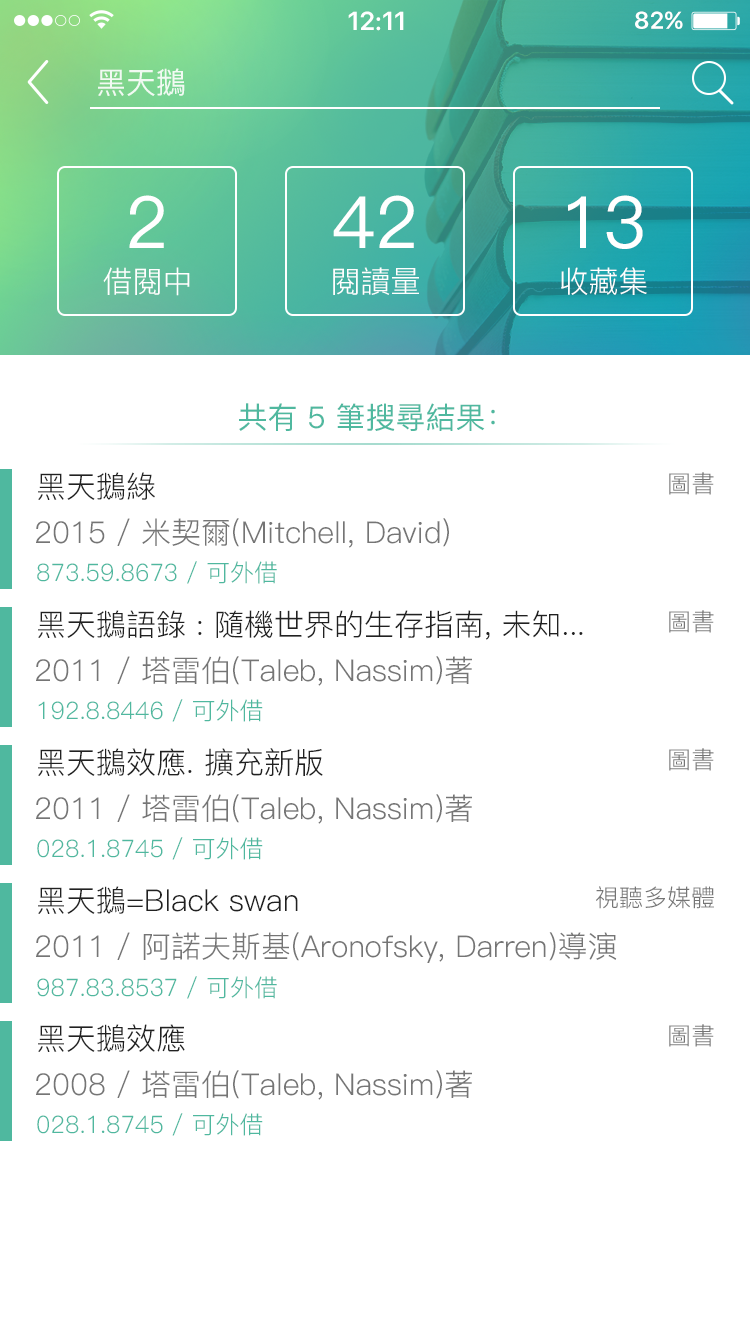 12:11
82%
黑天鵝
2
借閱中
42
閱讀量
13
收藏集
共有 5 筆搜尋結果：
黑天鵝綠
圖書
2015 / 米契爾(Mitchell, David)
873.59.8673 / 可外借
黑天鵝語錄 : 隨機世界的生存指南, 未知...
圖書
2011 / 塔雷伯(Taleb, Nassim)著
192.8.8446 / 可外借
黑天鵝效應. 擴充新版
圖書
2011 / 塔雷伯(Taleb, Nassim)著
028.1.8745 / 可外借
黑天鵝=Black swan
視聽多媒體
2011 / 阿諾夫斯基(Aronofsky, Darren)導演
987.83.8537 / 可外借
黑天鵝效應
圖書
2008 / 塔雷伯(Taleb, Nassim)著
028.1.8745 / 可外借